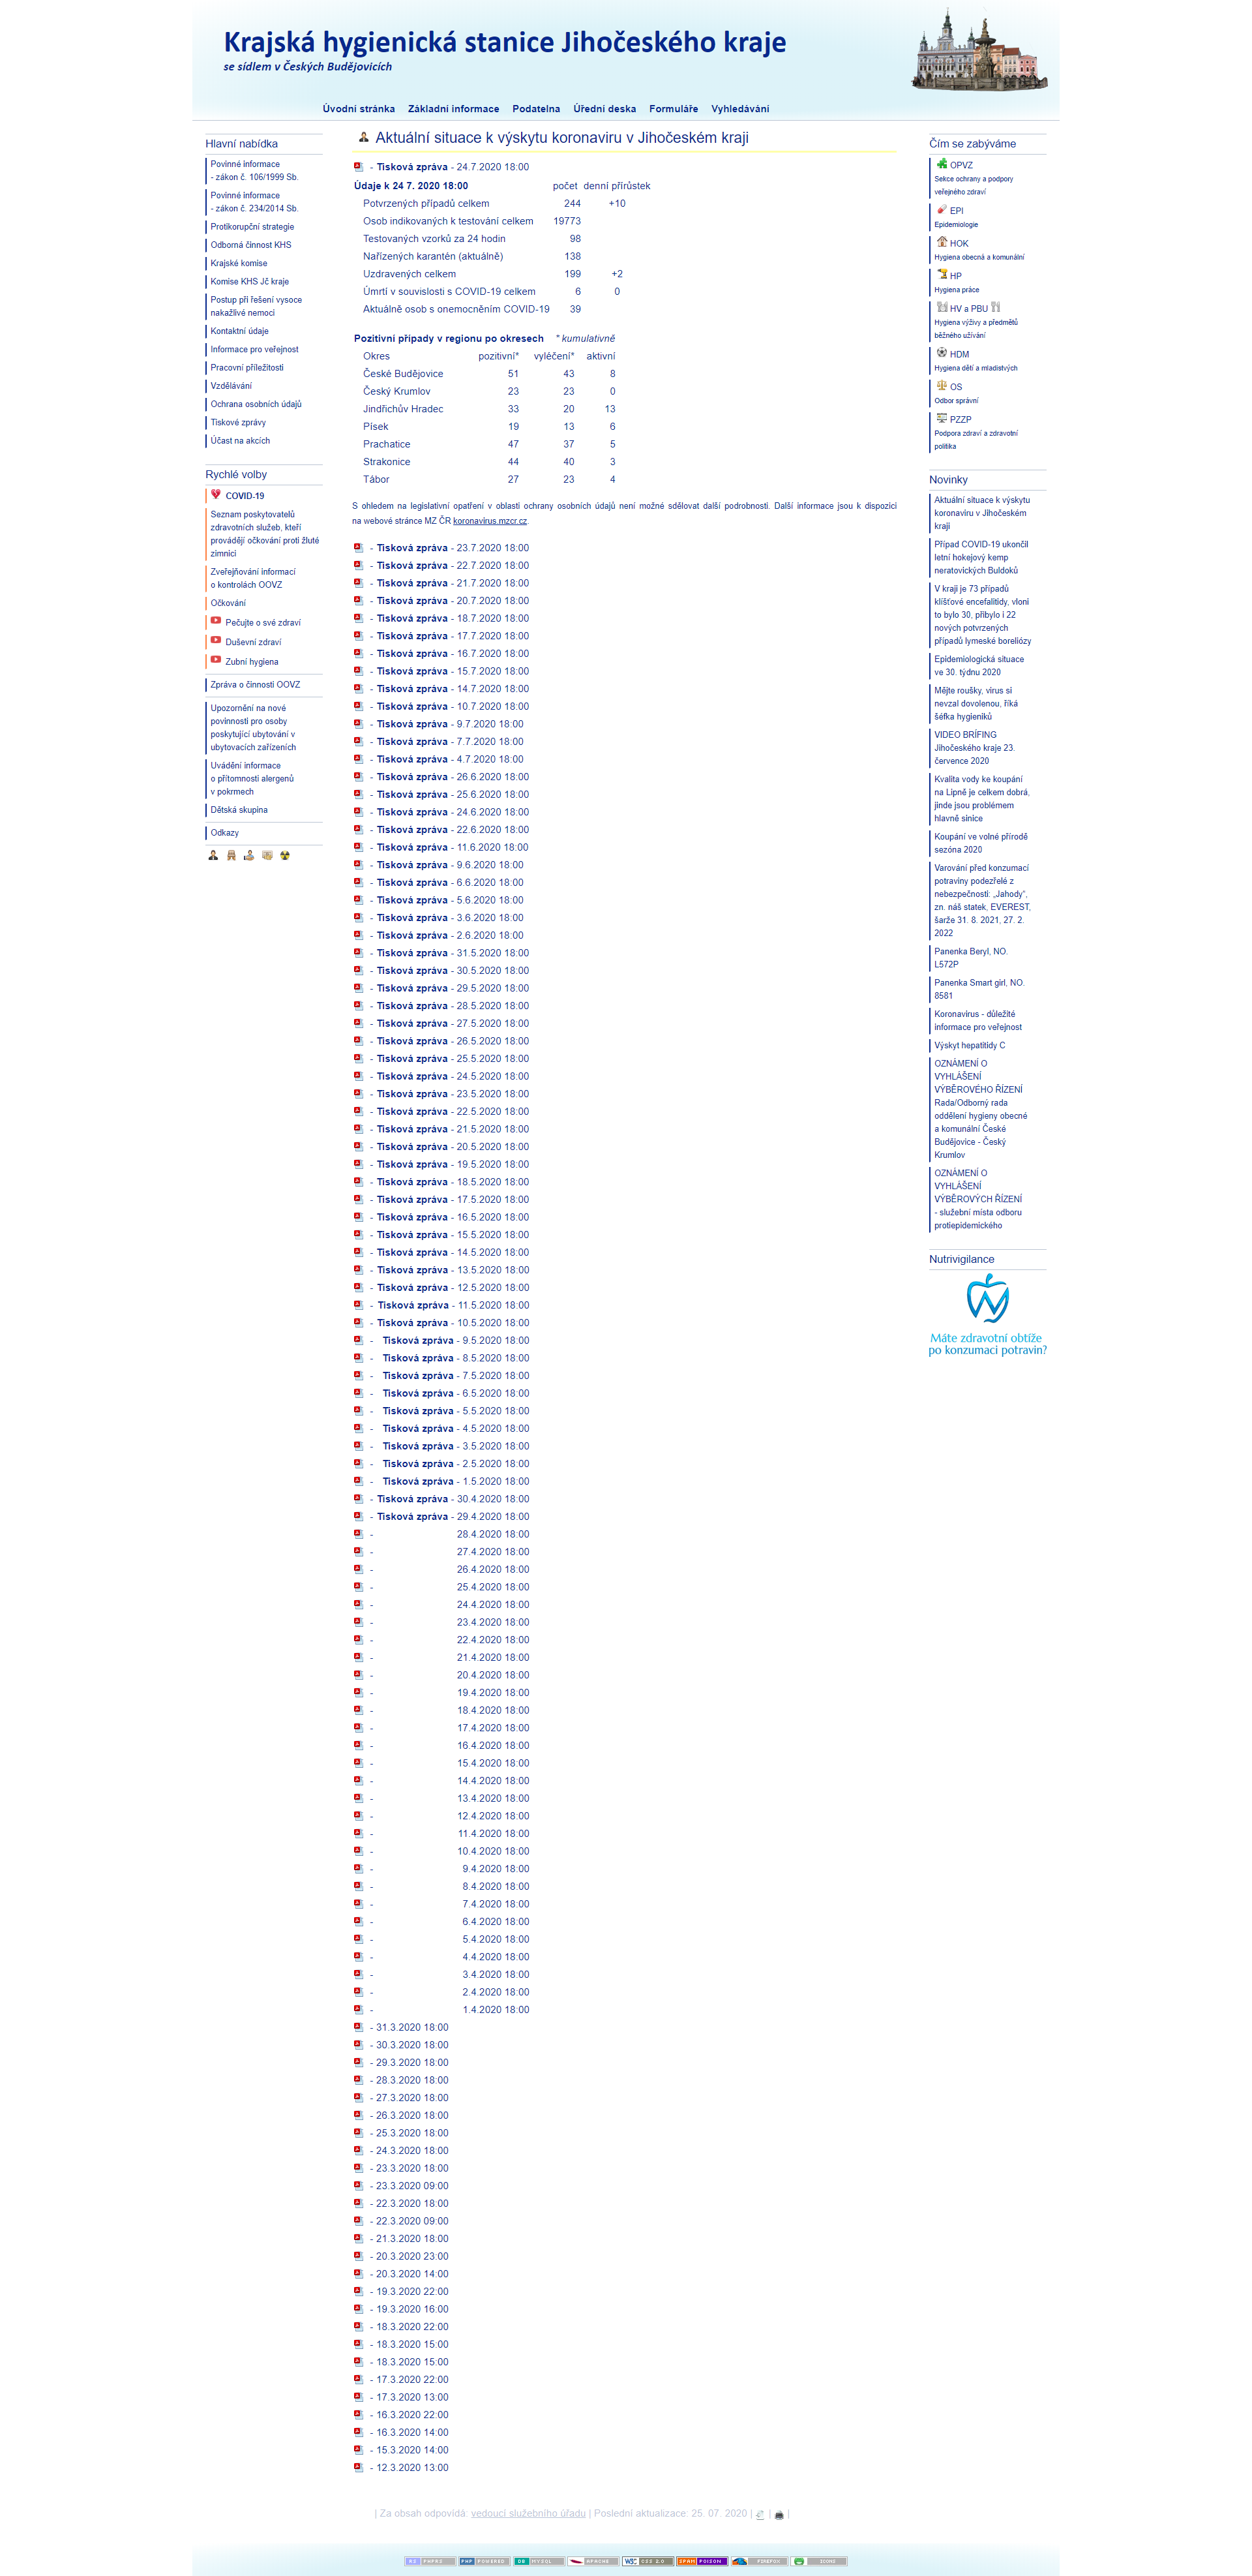 Krajská hygienická stanice Jihočeského kraje
se sídlem v Českých Budějovicích
Úvodní stránka Základní informace Podatelna Úřední deska Formuláře Vyhledávání
Hlavní nabídka
Povinné informace
- zákon č. 106/1999 Sb.
Povinné informace
- zákon č. 234/2014 Sb.
Protikorupční strategie
Odborná činnost KHS
Krajské komise
Komise KHS Jč kraje
Postup při řešení vysoce
nakažlivé nemoci
Kontaktní údaje
Informace pro veřejnost
Pracovní příležitosti
Vzdělávání
Ochrana osobních údajů
Tiskové zprávy
Účast na akcích
Rychlé volby
COVID-19
Seznam poskytovatelů
zdravotních služeb, kteří
provádějí očkování proti žluté
zimnici
Zveřejňování informací
o kontrolách OOVZ
Očkování
Pečujte o své zdraví
Duševní zdraví
Zubní hygiena
Zpráva o činnosti OOVZ
Upozornění na nové
povinnosti pro osoby
poskytující ubytování v
ubytovacích zařízeních
Uvádění informace
o přítomnosti alergenů
v pokrmech
Dětská skupina
Odkazy
Aktuální situace k výskytu koronaviru v Jihočeském kraji
- Tisková zpráva - 24.7.2020 18:00
Údaje k 24 7. 2020 18:00 počet denní přírůstek
Potvrzených případů celkem 244 +10
Osob indikovaných k testování celkem 19773
Testovaných vzorků za 24 hodin 98
Nařízených karantén (aktuálně) 138
Uzdravených celkem 199 +2
Úmrtí v souvislosti s COVID-19 celkem 6 0
Aktuálně osob s onemocněním COVID-19 39
Pozitivní případy v regionu po okresech * kumulativně
Okres pozitivní* vyléčení* aktivní
České Budějovice 51 43 8
Český Krumlov 23 23 0
Jindřichův Hradec 33 20 13
Písek 19 13 6
Prachatice 47 37 5
Strakonice 44 40 3
Tábor 27 23 4
S ohledem na legislativní opatření v oblasti ochrany osobních údajů není možné sdělovat další podrobnosti. Další informace jsou k dispozici
na webové stránce MZ ČR koronavirus.mzcr.cz.
- Tisková zpráva - 23.7.2020 18:00
- Tisková zpráva - 22.7.2020 18:00
- Tisková zpráva - 21.7.2020 18:00
- Tisková zpráva - 20.7.2020 18:00
- Tisková zpráva - 18.7.2020 18:00
- Tisková zpráva - 17.7.2020 18:00
- Tisková zpráva - 16.7.2020 18:00
- Tisková zpráva - 15.7.2020 18:00
- Tisková zpráva - 14.7.2020 18:00
- Tisková zpráva - 10.7.2020 18:00
- Tisková zpráva - 9.7.2020 18:00
- Tisková zpráva - 7.7.2020 18:00
- Tisková zpráva - 4.7.2020 18:00
- Tisková zpráva - 26.6.2020 18:00
- Tisková zpráva - 25.6.2020 18:00
- Tisková zpráva - 24.6.2020 18:00
- Tisková zpráva - 22.6.2020 18:00
- Tisková zpráva - 11.6.2020 18:00
- Tisková zpráva - 9.6.2020 18:00
- Tisková zpráva - 6.6.2020 18:00
- Tisková zpráva - 5.6.2020 18:00
- Tisková zpráva - 3.6.2020 18:00
- Tisková zpráva - 2.6.2020 18:00
- Tisková zpráva - 31.5.2020 18:00
- Tisková zpráva - 30.5.2020 18:00
- Tisková zpráva - 29.5.2020 18:00
- Tisková zpráva - 28.5.2020 18:00
- Tisková zpráva - 27.5.2020 18:00
- Tisková zpráva - 26.5.2020 18:00
- Tisková zpráva - 25.5.2020 18:00
- Tisková zpráva - 24.5.2020 18:00
- Tisková zpráva - 23.5.2020 18:00
- Tisková zpráva - 22.5.2020 18:00
- Tisková zpráva - 21.5.2020 18:00
- Tisková zpráva - 20.5.2020 18:00
- Tisková zpráva - 19.5.2020 18:00
- Tisková zpráva - 18.5.2020 18:00
- Tisková zpráva - 17.5.2020 18:00
- Tisková zpráva - 16.5.2020 18:00
- Tisková zpráva - 15.5.2020 18:00
- Tisková zpráva - 14.5.2020 18:00
- Tisková zpráva - 13.5.2020 18:00
- Tisková zpráva - 12.5.2020 18:00
- Tisková zpráva - 11.5.2020 18:00
- Tisková zpráva - 10.5.2020 18:00
- Tisková zpráva - 9.5.2020 18:00
- Tisková zpráva - 8.5.2020 18:00
- Tisková zpráva - 7.5.2020 18:00
- Tisková zpráva - 6.5.2020 18:00
- Tisková zpráva - 5.5.2020 18:00
- Tisková zpráva - 4.5.2020 18:00
- Tisková zpráva - 3.5.2020 18:00
- Tisková zpráva - 2.5.2020 18:00
- Tisková zpráva - 1.5.2020 18:00
- Tisková zpráva - 30.4.2020 18:00
- Tisková zpráva - 29.4.2020 18:00
- 28.4.2020 18:00
- 27.4.2020 18:00
- 26.4.2020 18:00
- 25.4.2020 18:00
- 24.4.2020 18:00
- 23.4.2020 18:00
- 22.4.2020 18:00
- 21.4.2020 18:00
- 20.4.2020 18:00
- 19.4.2020 18:00
- 18.4.2020 18:00
- 17.4.2020 18:00
- 16.4.2020 18:00
- 15.4.2020 18:00
- 14.4.2020 18:00
- 13.4.2020 18:00
- 12.4.2020 18:00
- 11.4.2020 18:00
- 10.4.2020 18:00
- 9.4.2020 18:00
- 8.4.2020 18:00
- 7.4.2020 18:00
- 6.4.2020 18:00
- 5.4.2020 18:00
- 4.4.2020 18:00
- 3.4.2020 18:00
- 2.4.2020 18:00
- 1.4.2020 18:00
- 31.3.2020 18:00
- 30.3.2020 18:00
- 29.3.2020 18:00
- 28.3.2020 18:00
- 27.3.2020 18:00
- 26.3.2020 18:00
- 25.3.2020 18:00
- 24.3.2020 18:00
- 23.3.2020 18:00
- 23.3.2020 09:00
- 22.3.2020 18:00
- 22.3.2020 09:00
- 21.3.2020 18:00
- 20.3.2020 23:00
- 20.3.2020 14:00
- 19.3.2020 22:00
- 19.3.2020 16:00
- 18.3.2020 22:00
- 18.3.2020 15:00
- 18.3.2020 15:00
- 17.3.2020 22:00
- 17.3.2020 13:00
- 16.3.2020 22:00
- 16.3.2020 14:00
- 15.3.2020 14:00
- 12.3.2020 13:00
Čím se zabýváme
OPVZ
Sekce ochrany a podpory
veřejného zdraví
EPI
Epidemiologie
HOK
Hygiena obecná a komunální
HP
Hygiena práce
HV a PBU
Hygiena výživy a předmětů
běžného užívání
HDM
Hygiena dětí a mladistvých
OS
Odbor správní
PZZP
Podpora zdraví a zdravotní
politika
Novinky
Aktuální situace k výskytu
koronaviru v Jihočeském
kraji
Případ COVID-19 ukončil
letní hokejový kemp
neratovických Buldoků
V kraji je 73 případů
klíšťové encefalitidy, vloni
to bylo 30, přibylo i 22
nových potvrzených
případů lymeské boreliózy
Epidemiologická situace
ve 30. týdnu 2020
Mějte roušky, virus si
nevzal dovolenou, říká
šéfka hygieniků
VIDEO BRÍFING
Jihočeského kraje 23.
července 2020
Kvalita vody ke koupání
na Lipně je celkem dobrá,
jinde jsou problémem
hlavně sinice
Koupání ve volné přírodě
sezóna 2020
Varování před konzumací
potraviny podezřelé z
nebezpečnosti: „Jahody“,
zn. náš statek, EVEREST,
šarže 31. 8. 2021, 27. 2.
2022
Panenka Beryl, NO.
L572P
Panenka Smart girl, NO.
8581
Koronavirus - důležité
informace pro veřejnost
Výskyt hepatitidy C
OZNÁMENÍ O
VYHLÁŠENÍ
VÝBĚROVÉHO ŘÍZENÍ
Rada/Odborný rada
oddělení hygieny obecné
a komunální České
Budějovice - Český
Krumlov
OZNÁMENÍ O
VYHLÁŠENÍ
VÝBĚROVÝCH ŘÍZENÍ
- služební místa odboru
protiepidemického
Nutrivigilance
Máte zdravotní obtíže
po konzumaci potravin?
| Za obsah odpovídá: vedoucí služebního úřadu | Poslední aktualizace: 25. 07. 2020 | | |
RS PHPRS PHP POWERED DB MYSQL APACHE W3C CSS 2.0 SPAM POISON FIREFOX ICONS